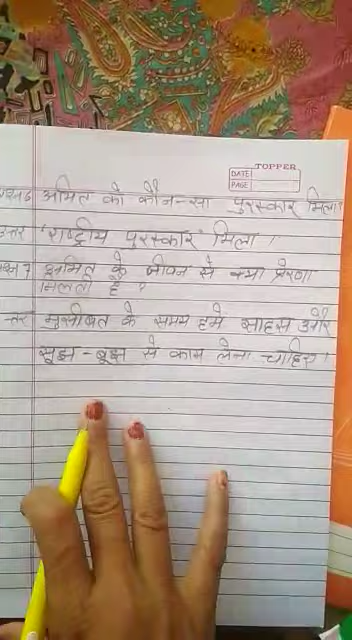 TOPPER
DATE
PAGE
प्रश्न6 अमित को कौन-सा पुरस्कार मिला?
उत्तर 'राष्ट्रीय पुरस्कार' मिला।
प्रश्न 7 अमित के जीवन से क्या प्रेरणा
मिलती है?
उत्तर मुसीबत के समय हमे साहस और
सूझ-बूझ से काम लेना चाहिए।